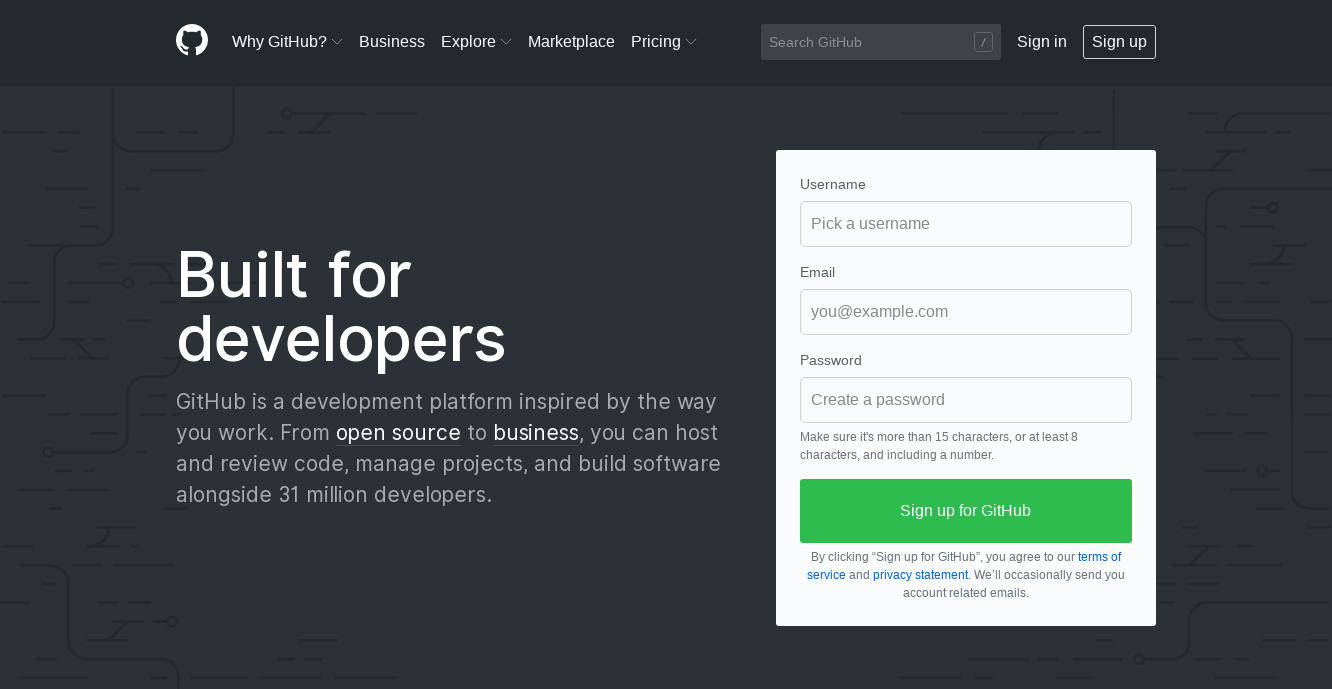 Why GitHub?
Business
Explore
Marketplace
Pricing
Search GitHub
/
Sign in
Sign up
Built for
developers
GitHub is a development platform inspired by the way
you work. From open source to business, you can host
and review code, manage projects, and build software
alongside 31 million developers.
Username
Pick a username
Email
you@example.com
Password
Create a password
Make sure it's more than 15 characters, or at least 8
characters, and including a number.
Sign up for GitHub
By clicking “Sign up for GitHub”, you agree to our terms of
service and privacy statement. We’ll occasionally send you
account related emails.